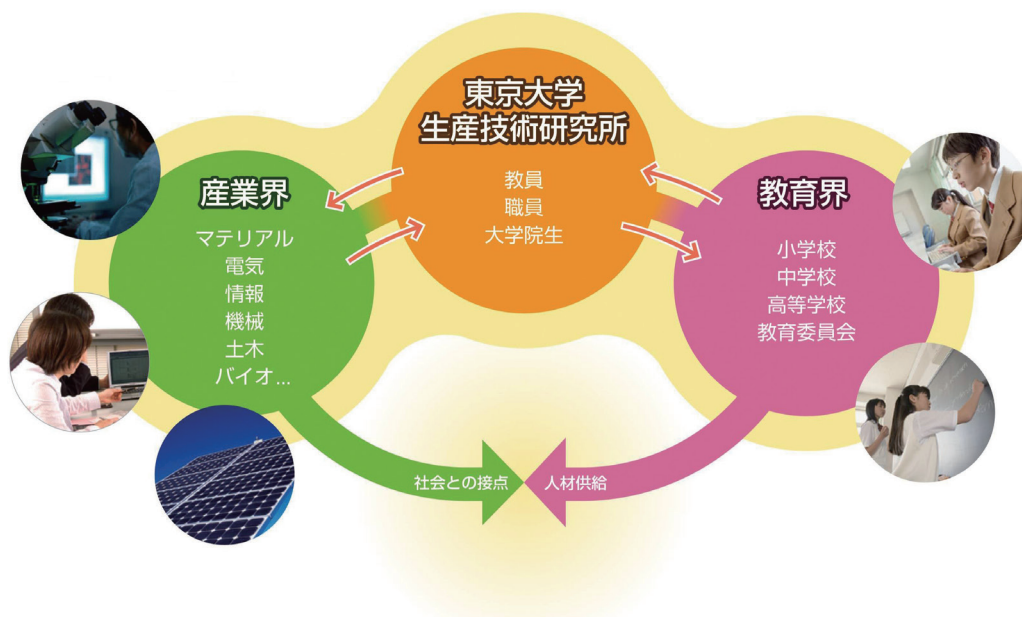 東京大学
生産技術研究所
教員
職員
大学院生
産業界
マテリアル
電気
情報
機械
土木
バイオ...
教育界
小学校
中学校
高等学校
教育委員会
社会との接点
人材供給